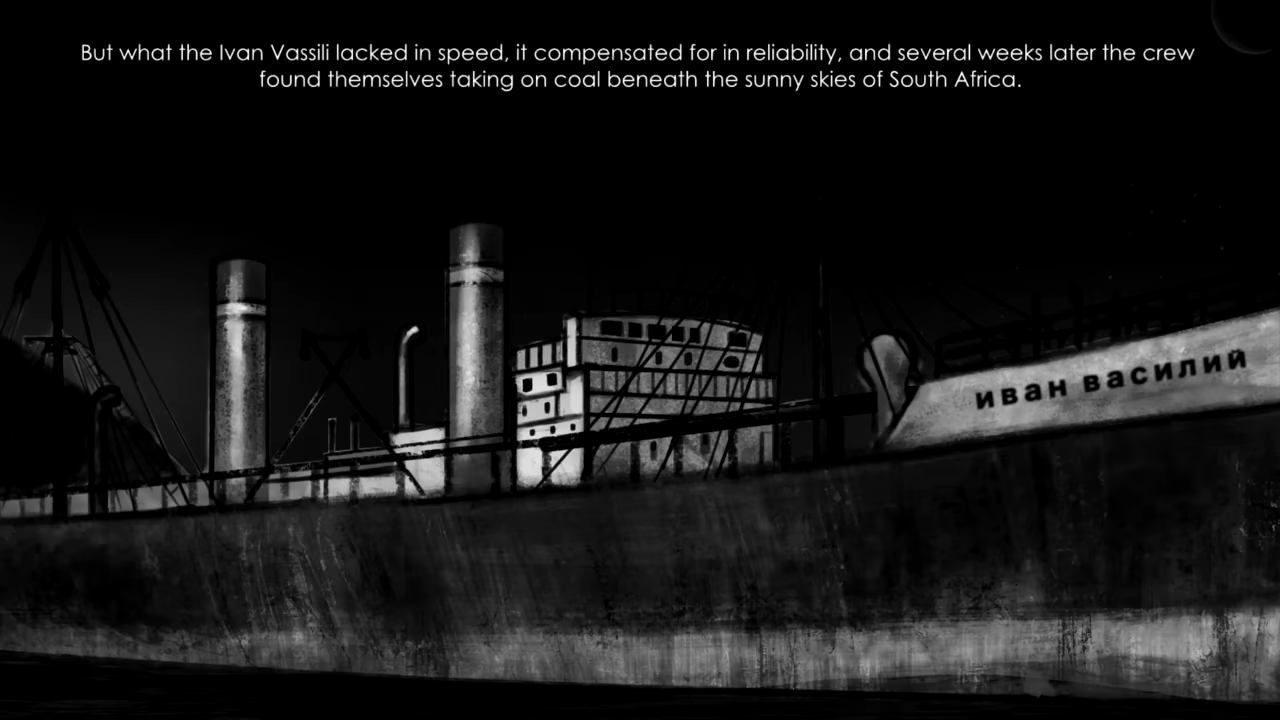 But what the Ivan Vassili lacked in speed, it compensated for in reliability, and several weeks later the crew
found themselves taking on coal beneath the sunny skies of South Africa.
иван василий